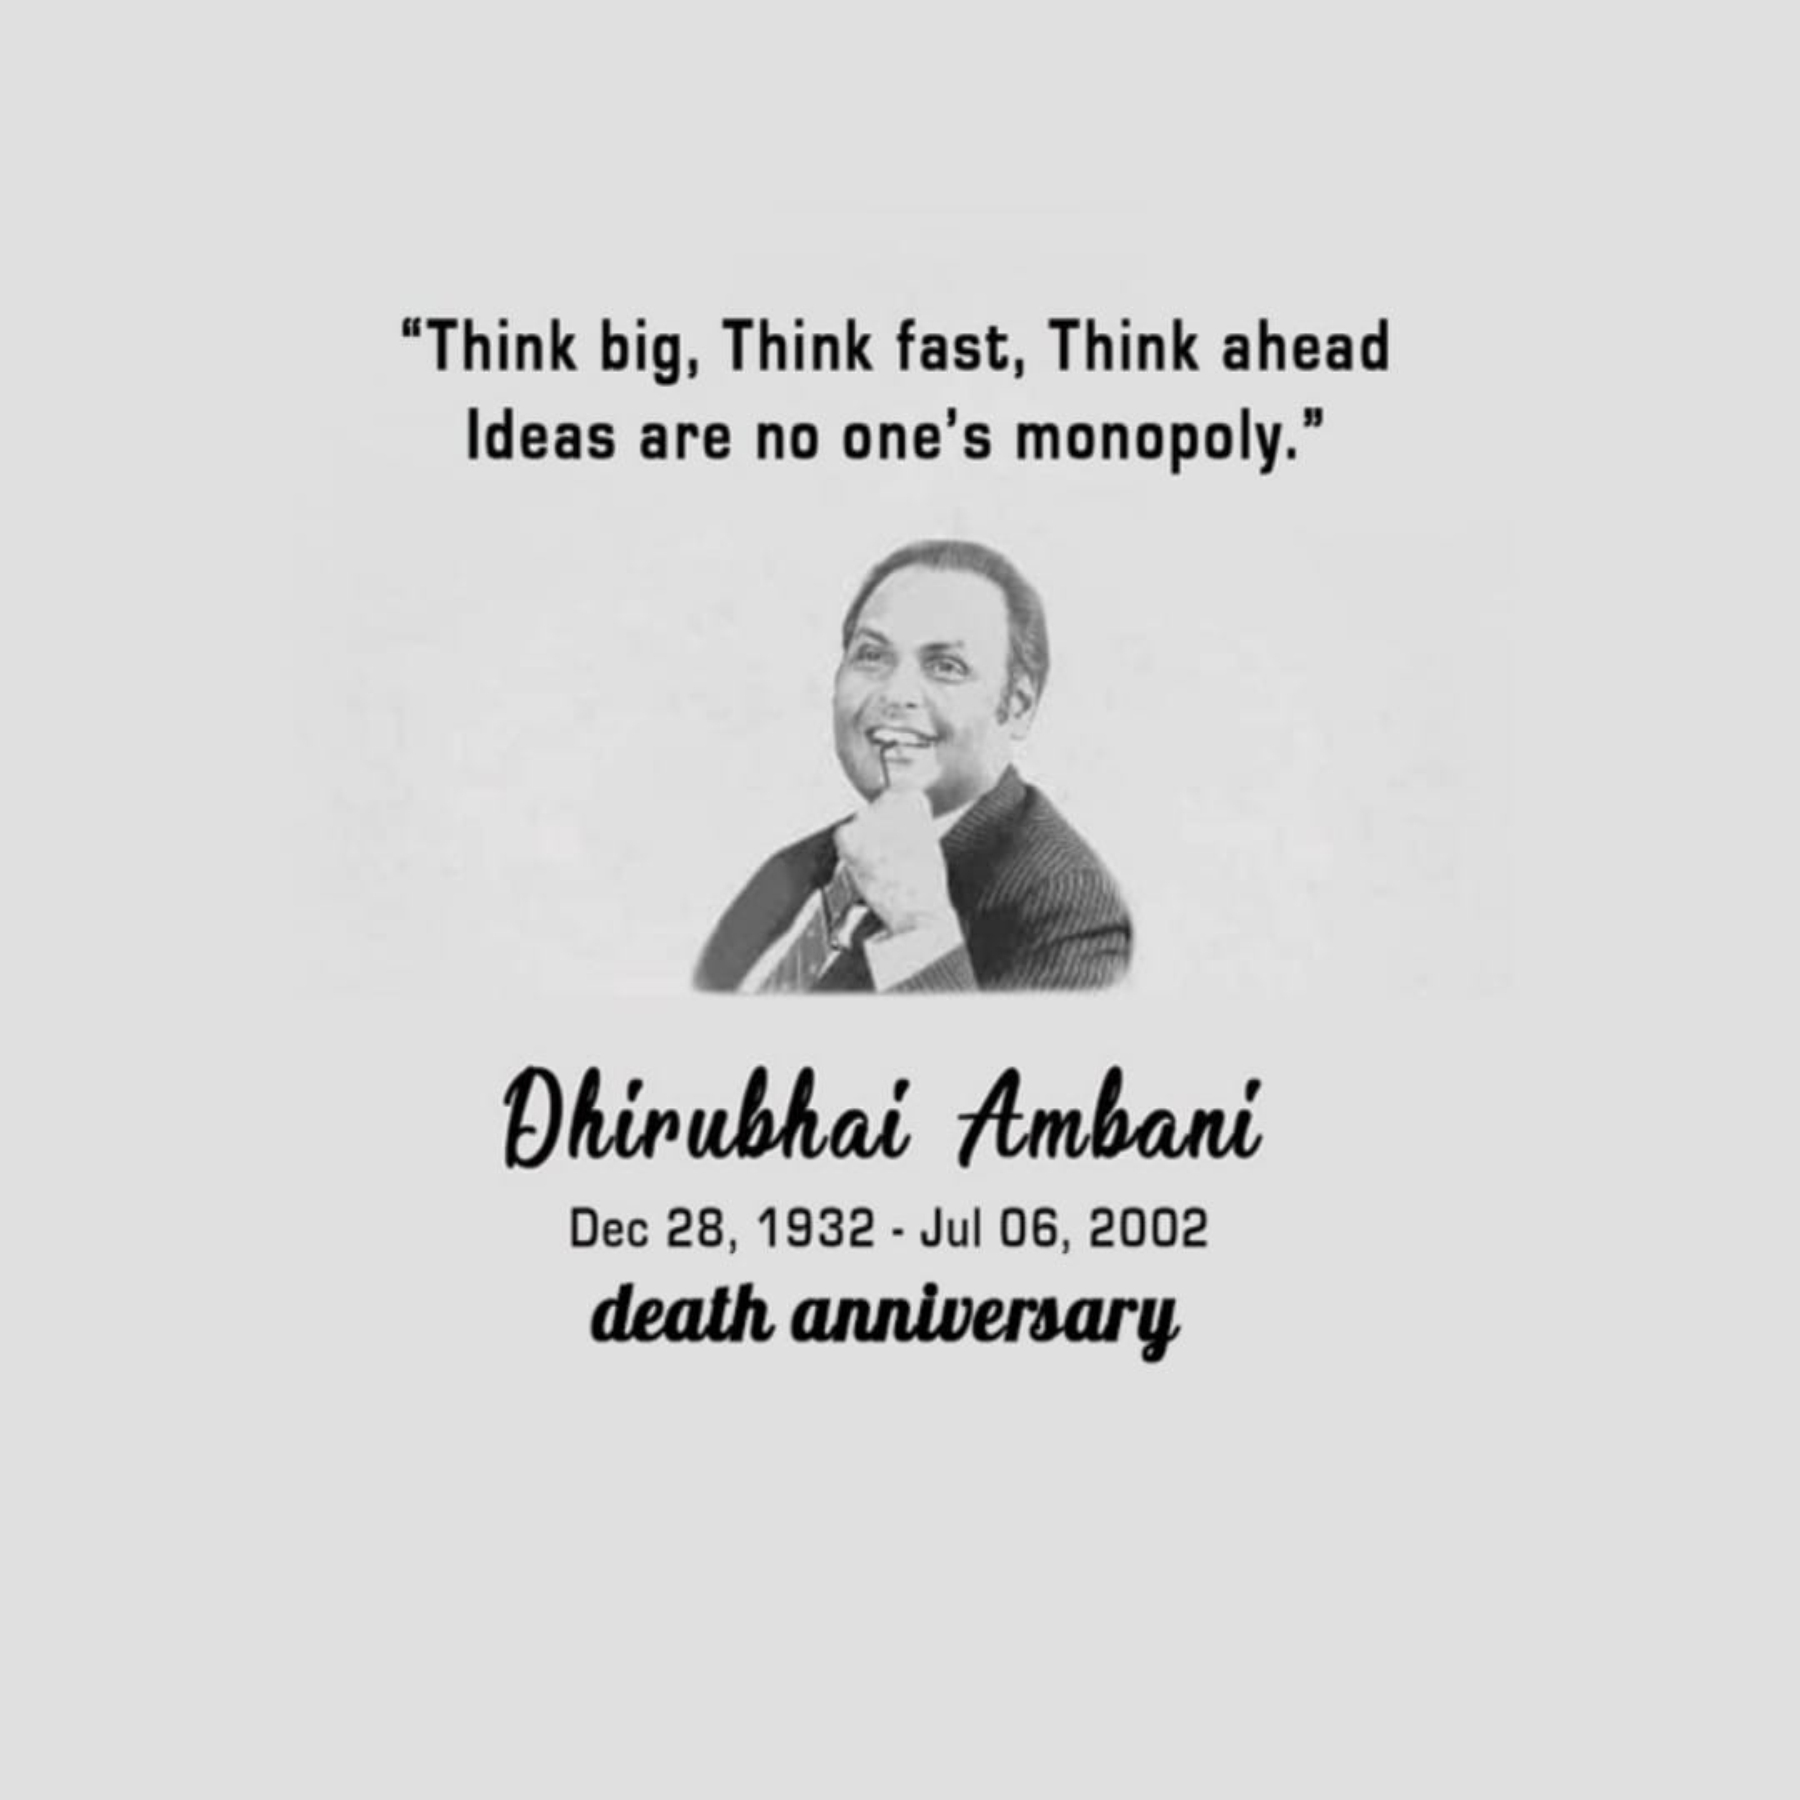 “Think big, Think fast, Think ahead
Ideas are no one’s monopoly.”
Dhirubhai Ambani
Dec 28, 1932 - Jul 06, 2002
death anniversary